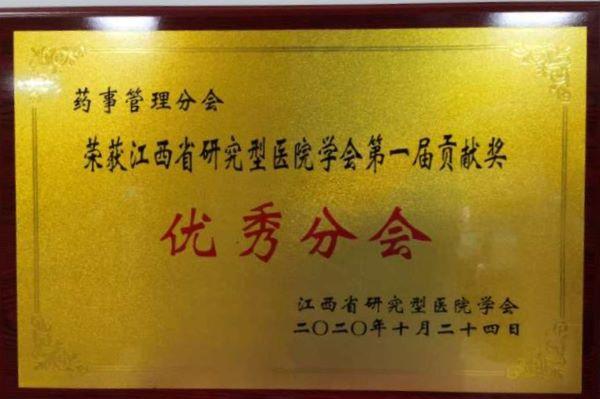 药事管理分会
荣获江西省研究型医院学会第一届贡献奖
优秀分会
江西省研究型医院学会
二〇二〇年十月二十四日